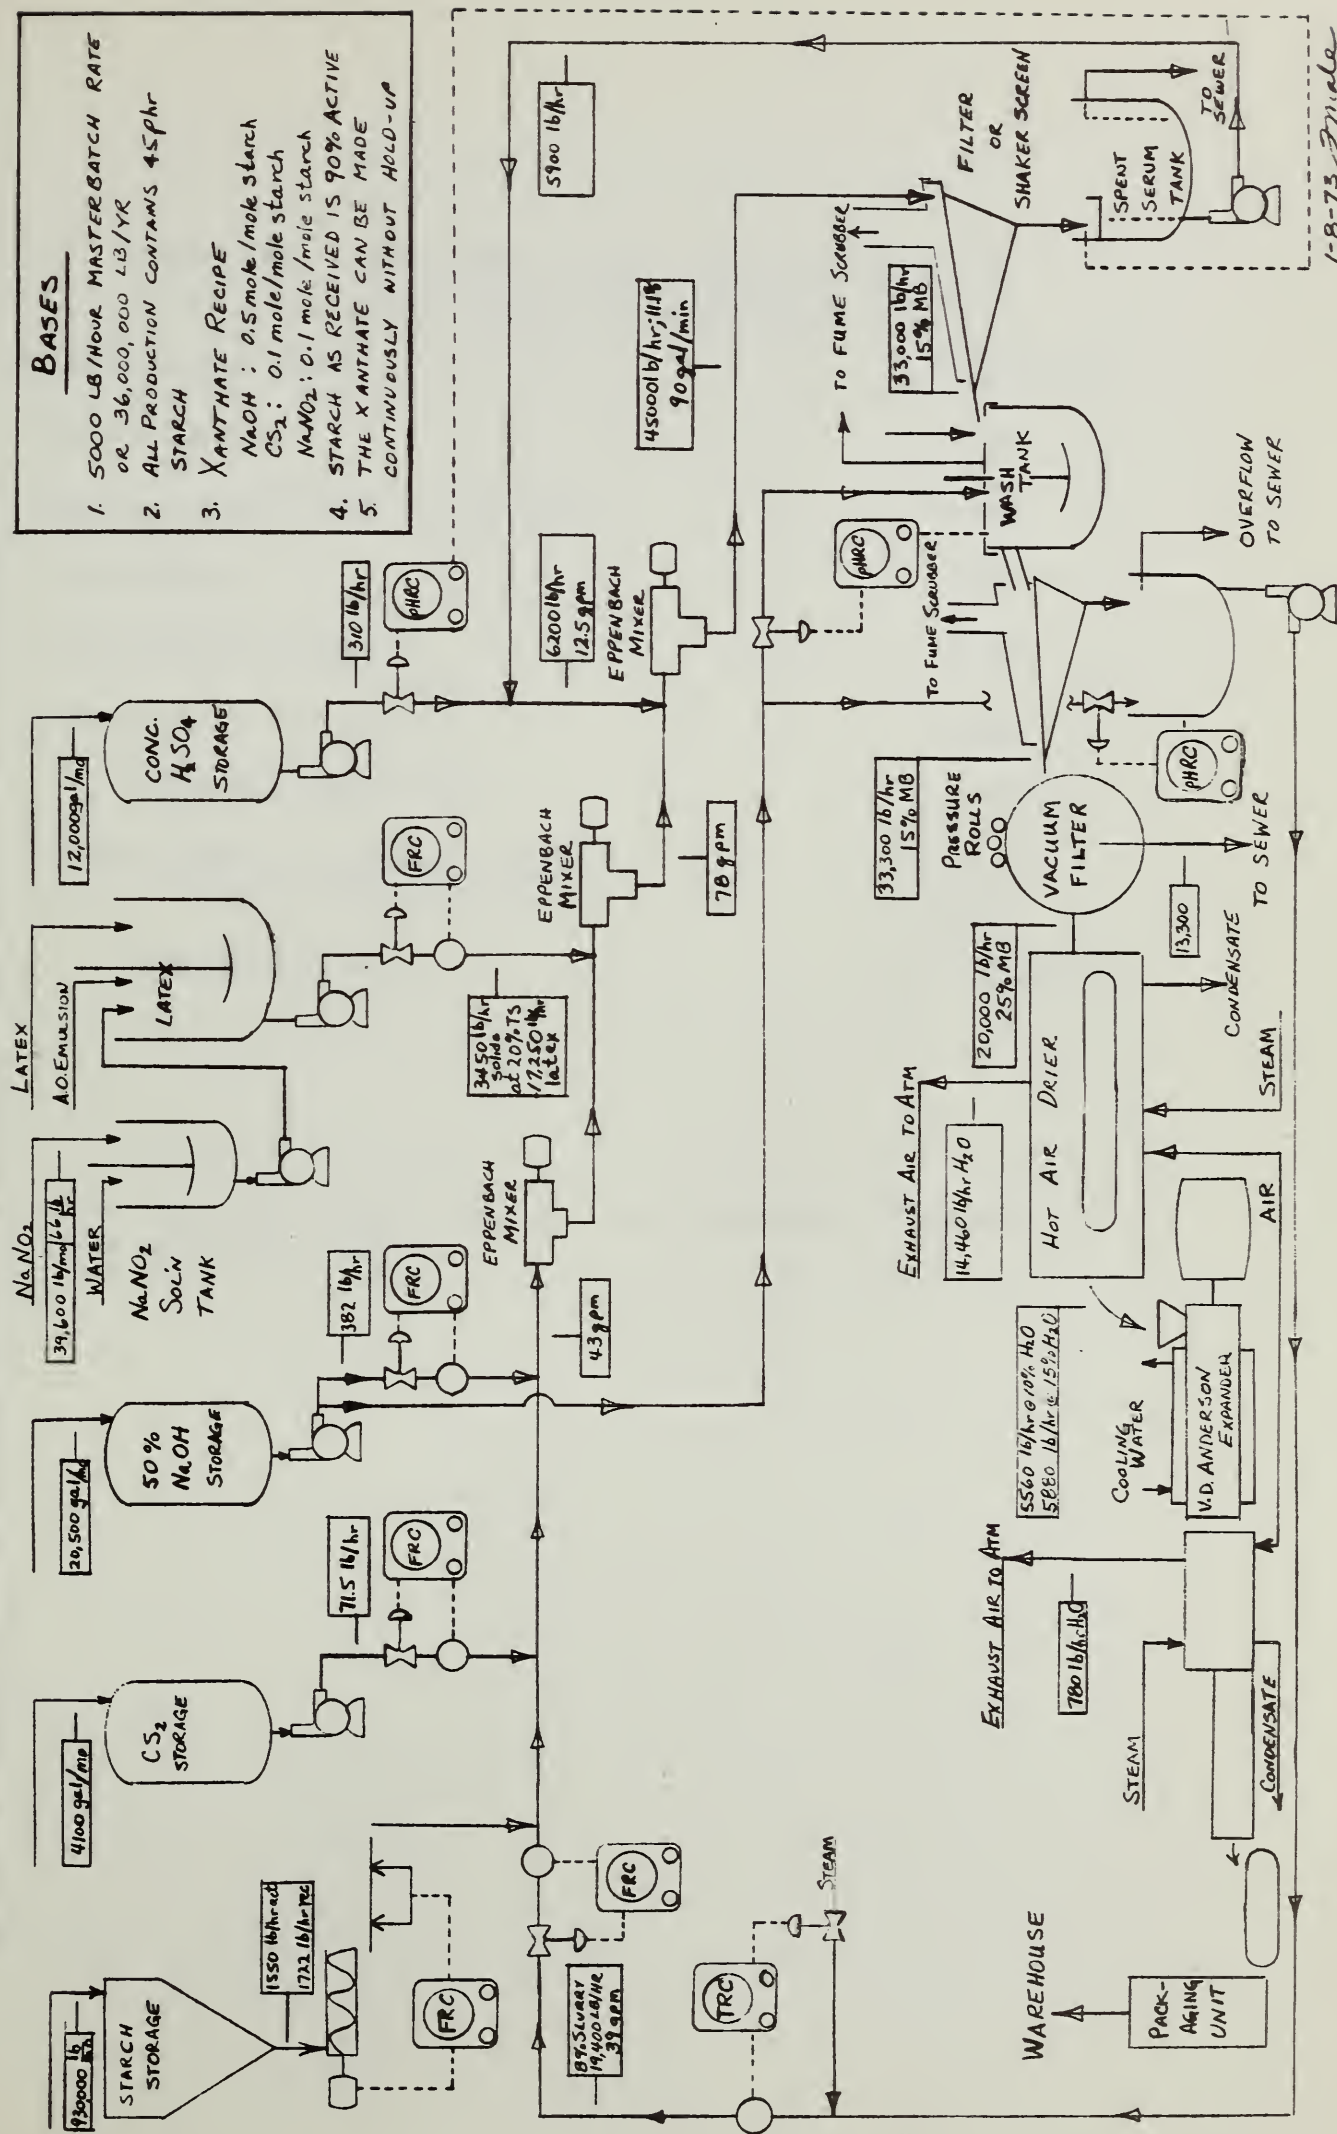 BASES
1. 5000 LB/HOUR MASTERBATCH RATE
OR 36,000,000 LB/YR
2. ALL PRODUCTION CONTAINS 45phr
STARCH
3. XANTHATE RECIPE
NaOH : 0.5 mole/mole starch
CS₂ : 0.1 mole/mole starch
NaNO₂ : 0.1 mole/mole starch
4. STARCH AS RECEIVED IS 90% ACTIVE
5. THE XANTHATE CAN BE MADE
CONTINUOUSLY WITHOUT HOLD-UP
930,000 lb
STARCH
STORAGE
1550 lb/hr act
1722 lb/hr rec
FRC
4100 gal/mo
CS₂
STORAGE
71.5 lb/hr
FRC
20,500 gal/mo
50%
NaOH
STORAGE
382 lb/hr
FRC
NaNO₂
39,600 lb/mo 66 lb/hr
WATER
NaNO₂
SOL'N
TANK
LATEX
A.O. EMULSION
LATEX
FRC
3450 lb/hr
solids
at 20% TS
17,250 lb/hr
latex
12,000 gal/mo
CONC.
H₂SO₄
STORAGE
310 lb/hr
pHRC
5900 lb/hr
6200 lb/hr
12.5 gpm
FRC
8% SLURRY
19,400 LB/HR
39 gpm
TRC
STEAM
EPPENBACH
MIXER
43 gpm
EPPENBACH
MIXER
78 gpm
EPPENBACH
MIXER
90 gal/min
FILTER
OR
SHAKER SCREEN
TO FUME SCRUBBER
33,000 lb/hr
15% MB
SPENT
SERUM
TANK
TO
SEWER
WASH
TANK
pHRC
TO FUME SCRUBBER
OVERFLOW
TO SEWER
pHRC
33,300 lb/hr
15% MB
PRESSURE
ROLLS
VACUUM
FILTER
13,300
TO SEWER
20,000 lb/hr
25% MB
HOT AIR DRIER
CONDENSATE
STEAM
EXHAUST AIR TO ATM
14,460 lb/hr H₂O
AIR
5560 lb/hr @ 10% H₂O
5880 lb/hr @ 15% H₂O
COOLING
WATER
V.D. ANDERSON
EXPANDER
EXHAUST AIR TO ATM
780 lb/hr H₂O
STEAM
CONDENSATE
WAREHOUSE
PACK-
AGING
UNIT
1-8-73